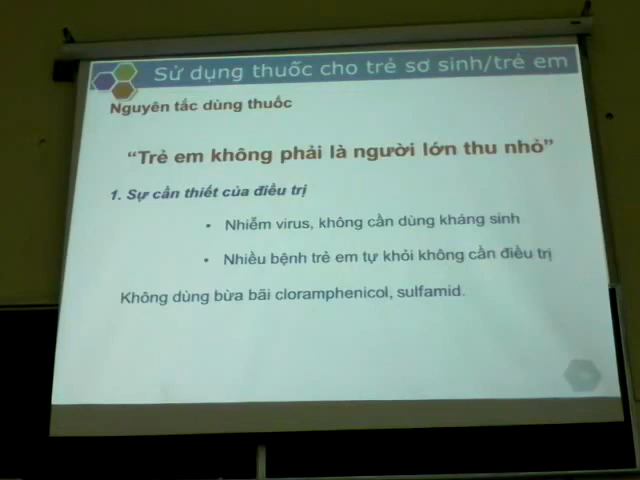 Sử dụng thuốc cho trẻ sơ sinh/trẻ em
Nguyên tắc dùng thuốc
“Trẻ em không phải là người lớn thu nhỏ”
1. Sự cần thiết của điều trị
• Nhiễm virus, không cần dùng kháng sinh
• Nhiều bệnh trẻ em tự khỏi không cần điều trị
Không dùng bừa bãi cloramphenicol, sulfamid.